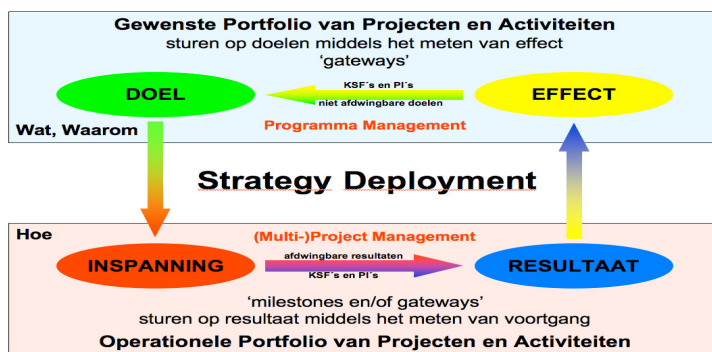 Gewenste Portfolio van Projecten en Activiteiten
sturen op doelen middels het meten van effect
‘gateways’
KSF´s en PI´s
DOEL
EFFECT
niet afdwingbare doelen
Wat, Waarom
Programma Management
Strategy Deployment
Hoe
(Multi-)Project Management
afdwingbare resultaten
INSPANNING
RESULTAAT
KSF´s en PI´s
‘milestones en/of gateways’
sturen op resultaat middels het meten van voortgang
Operationele Portfolio van Projecten en Activiteiten